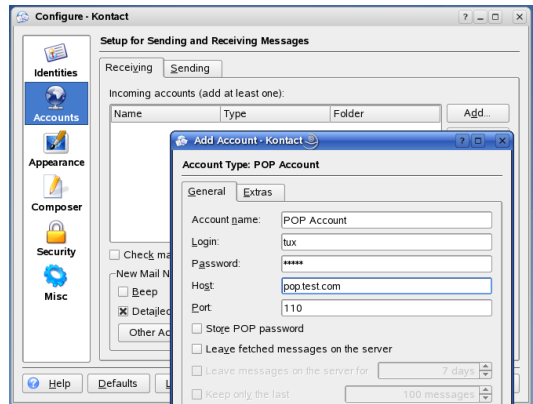 Configure - Kontact
Setup for Sending and Receiving Messages
Identities
Accounts
Appearance
Composer
Security
Misc
Receiving
Sending
Incoming accounts (add at least one):
Name Type Folder
Add...
Check ma
New Mail N
Beep
Detailed
Other Ac
Help
Defaults
Add Account - Kontact
Account Type: POP Account
General
Extras
Account name: POP Account
Login: tux
Password: *****
Host: pop.test.com
Port: 110
Store POP password
Leave fetched messages on the server
Leave messages on the server for 7 days
Keep only the last 100 messages